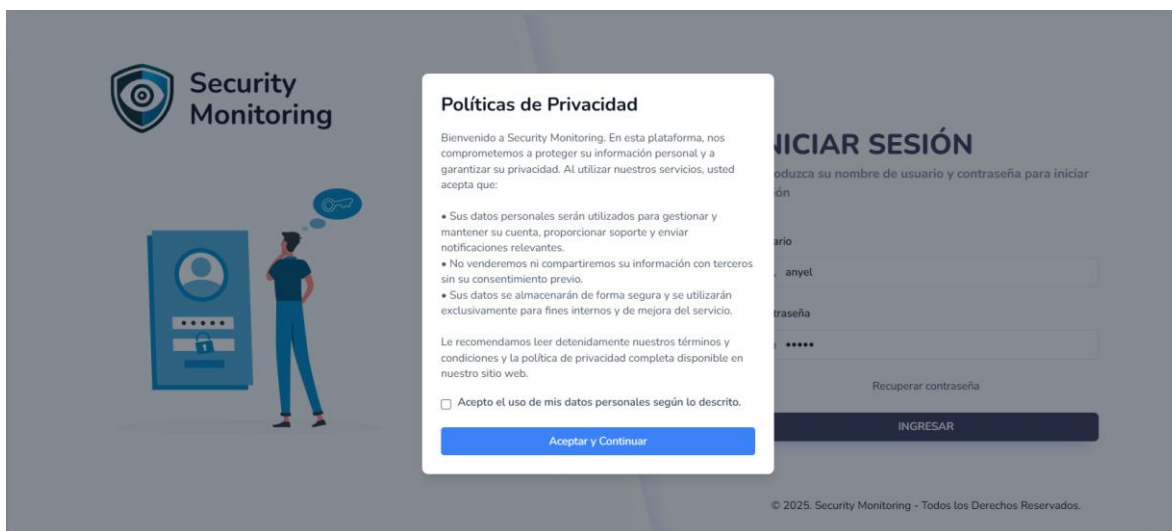 Security
Monitoring
Políticas de Privacidad
Bienvenido a Security Monitoring. En esta plataforma, nos
comprometemos a proteger su información personal y a
garantizar su privacidad. Al utilizar nuestros servicios, usted
acepta que:
• Sus datos personales serán utilizados para gestionar y
mantener su cuenta, proporcionar soporte y enviar
notificaciones relevantes.
• No venderemos ni compartiremos su información con terceros
sin su consentimiento previo.
• Sus datos se almacenarán de forma segura y se utilizarán
exclusivamente para fines internos y de mejora del servicio.
Le recomendamos leer detenidamente nuestros términos y
condiciones y la política de privacidad completa disponible en
nuestro sitio web.
Acepto el uso de mis datos personales según lo descrito.
Aceptar y Continuar
NICIAR SESIÓN
oduzca su nombre de usuario y contraseña para iniciar
ón
ario
anyel
traseña
•••••
Recuperar contraseña
INGRESAR
© 2025. Security Monitoring - Todos los Derechos Reservados.